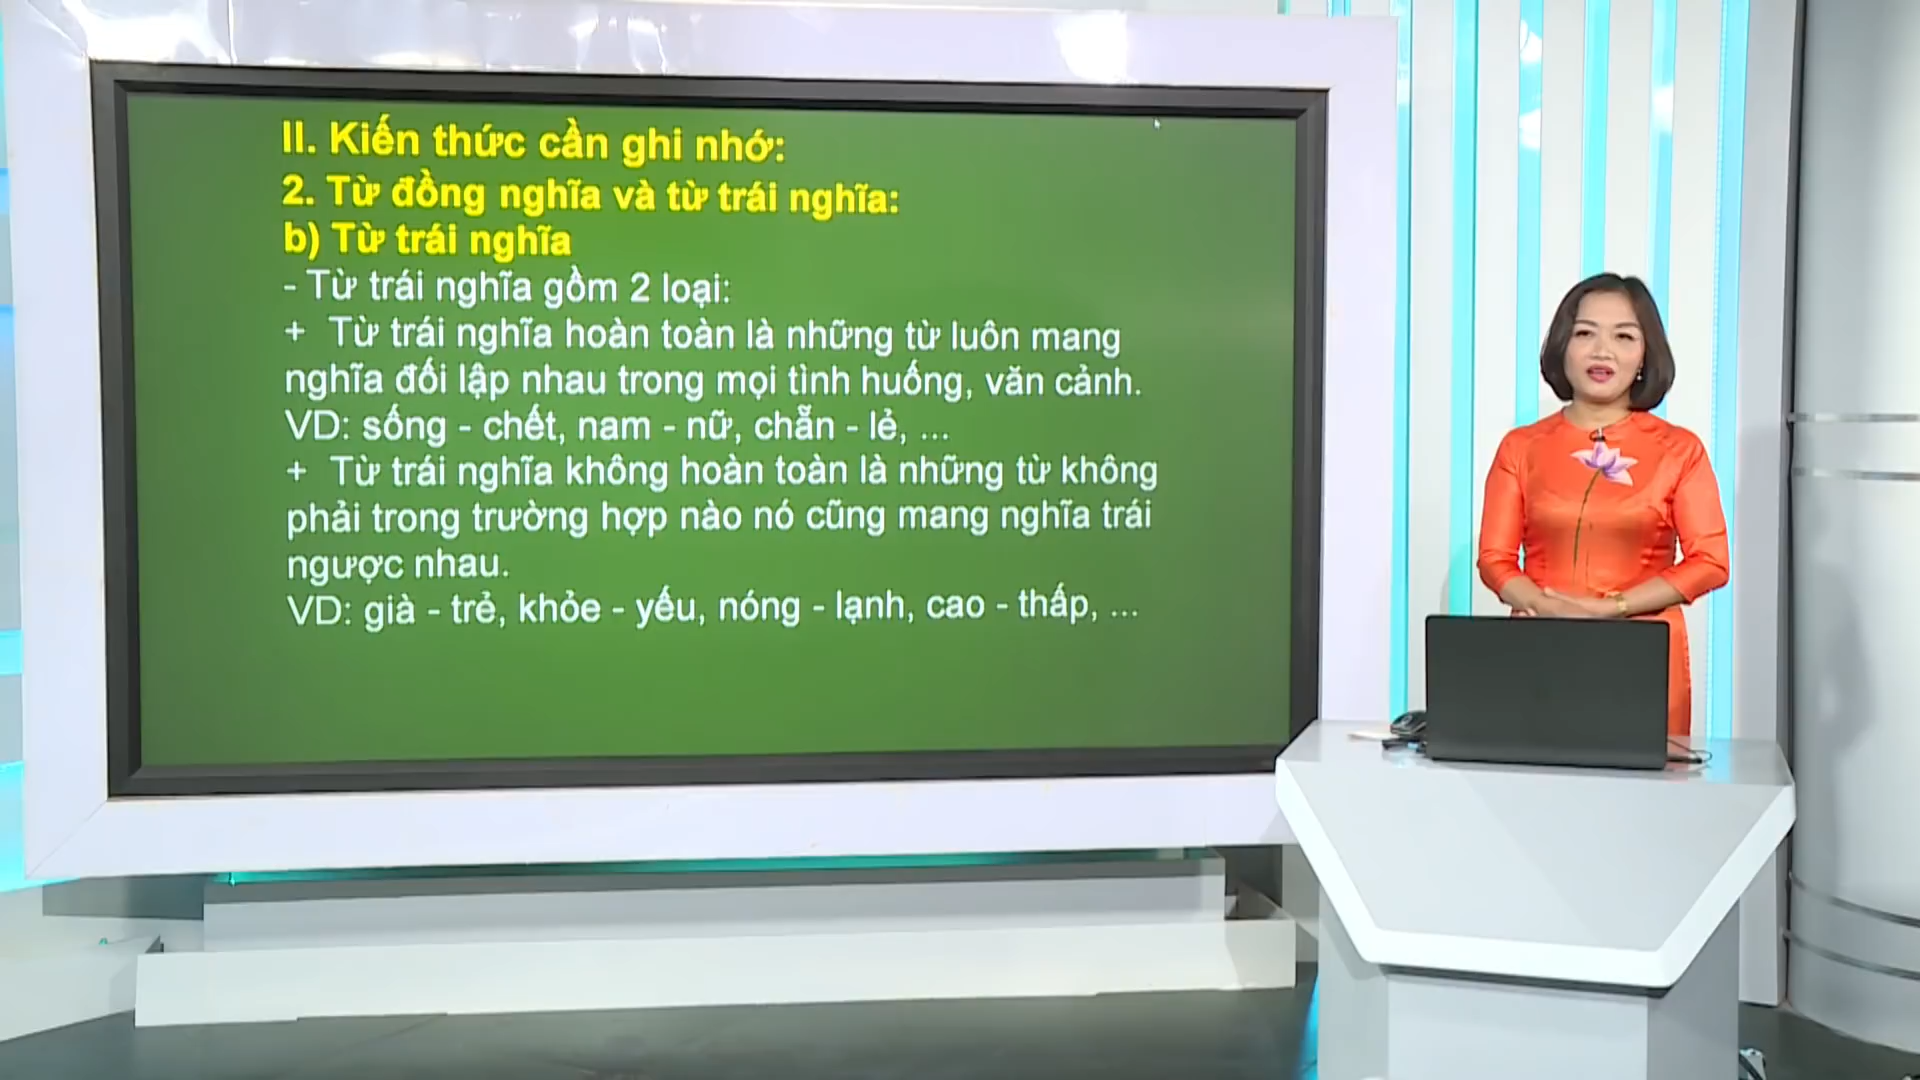 II. Kiến thức cần ghi nhớ:
2. Từ đồng nghĩa và từ trái nghĩa:
b) Từ trái nghĩa
- Từ trái nghĩa gồm 2 loại:
+ Từ trái nghĩa hoàn toàn là những từ luôn mang
nghĩa đối lập nhau trong mọi tình huống, văn cảnh.
VD: sống - chết, nam - nữ, chẵn - lẻ, ...
+ Từ trái nghĩa không hoàn toàn là những từ không
phải trong trường hợp nào nó cũng mang nghĩa trái
ngược nhau.
VD: già - trẻ, khỏe - yếu, nóng - lạnh, cao - thấp, ...